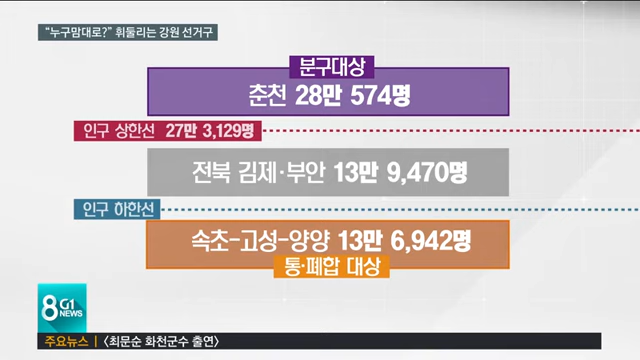 “누구맘대로?” 휘둘리는 강원 선거구
분구대상
춘천 28만 574명
인구 상한선 27만 3,129명
전북 김제·부안 13만 9,470명
인구 하한선
속초-고성-양양 13만 6,942명
통·폐합 대상
8 G1 NEWS
주요뉴스 〈최문순 화천군수 출연〉